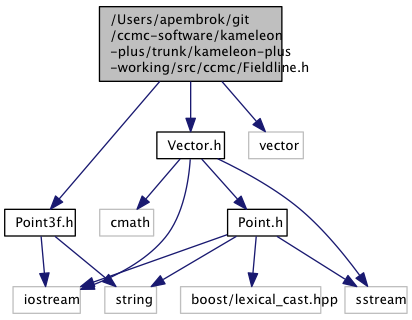 /Users/apembrok/git
/ccmc-software/kameleon
-plus/trunk/kameleon-plus
-working/src/ccmc/Fieldline.h
Vector.h
vector
Point3f.h
cmath
Point.h
iostream
string
boost/lexical_cast.hpp
sstream